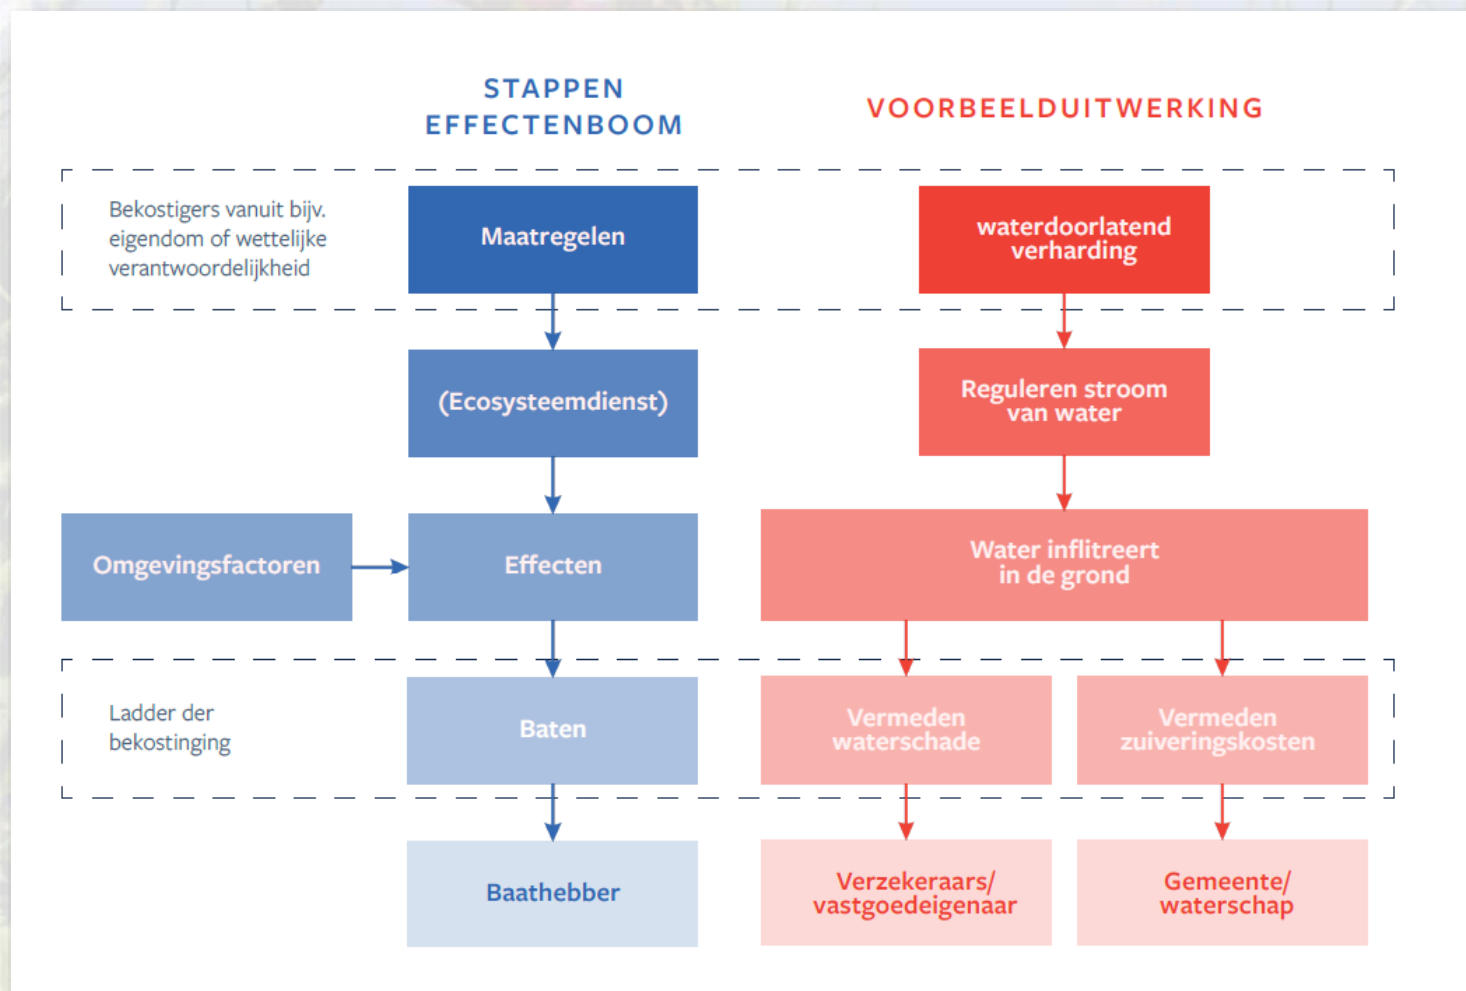 STAPPEN
EFFECTENBOOM
VOORBEELDUITWERKING
Bekostigers vanuit bijv.
eigendom of wettelijke
verantwoordelijkheid
Maatregelen
waterdoorlatend
verharding
(Ecosysteemdienst)
Reguleren stroom
van water
Omgevingsfactoren
Effecten
Water inflitreert
in de grond
Ladder der
bekostinging
Baten
Vermeden
waterschade
Vermeden
zuiveringskosten
Baathebber
Verzekeraars/
vastgoedeigenaar
Gemeente/
waterschap